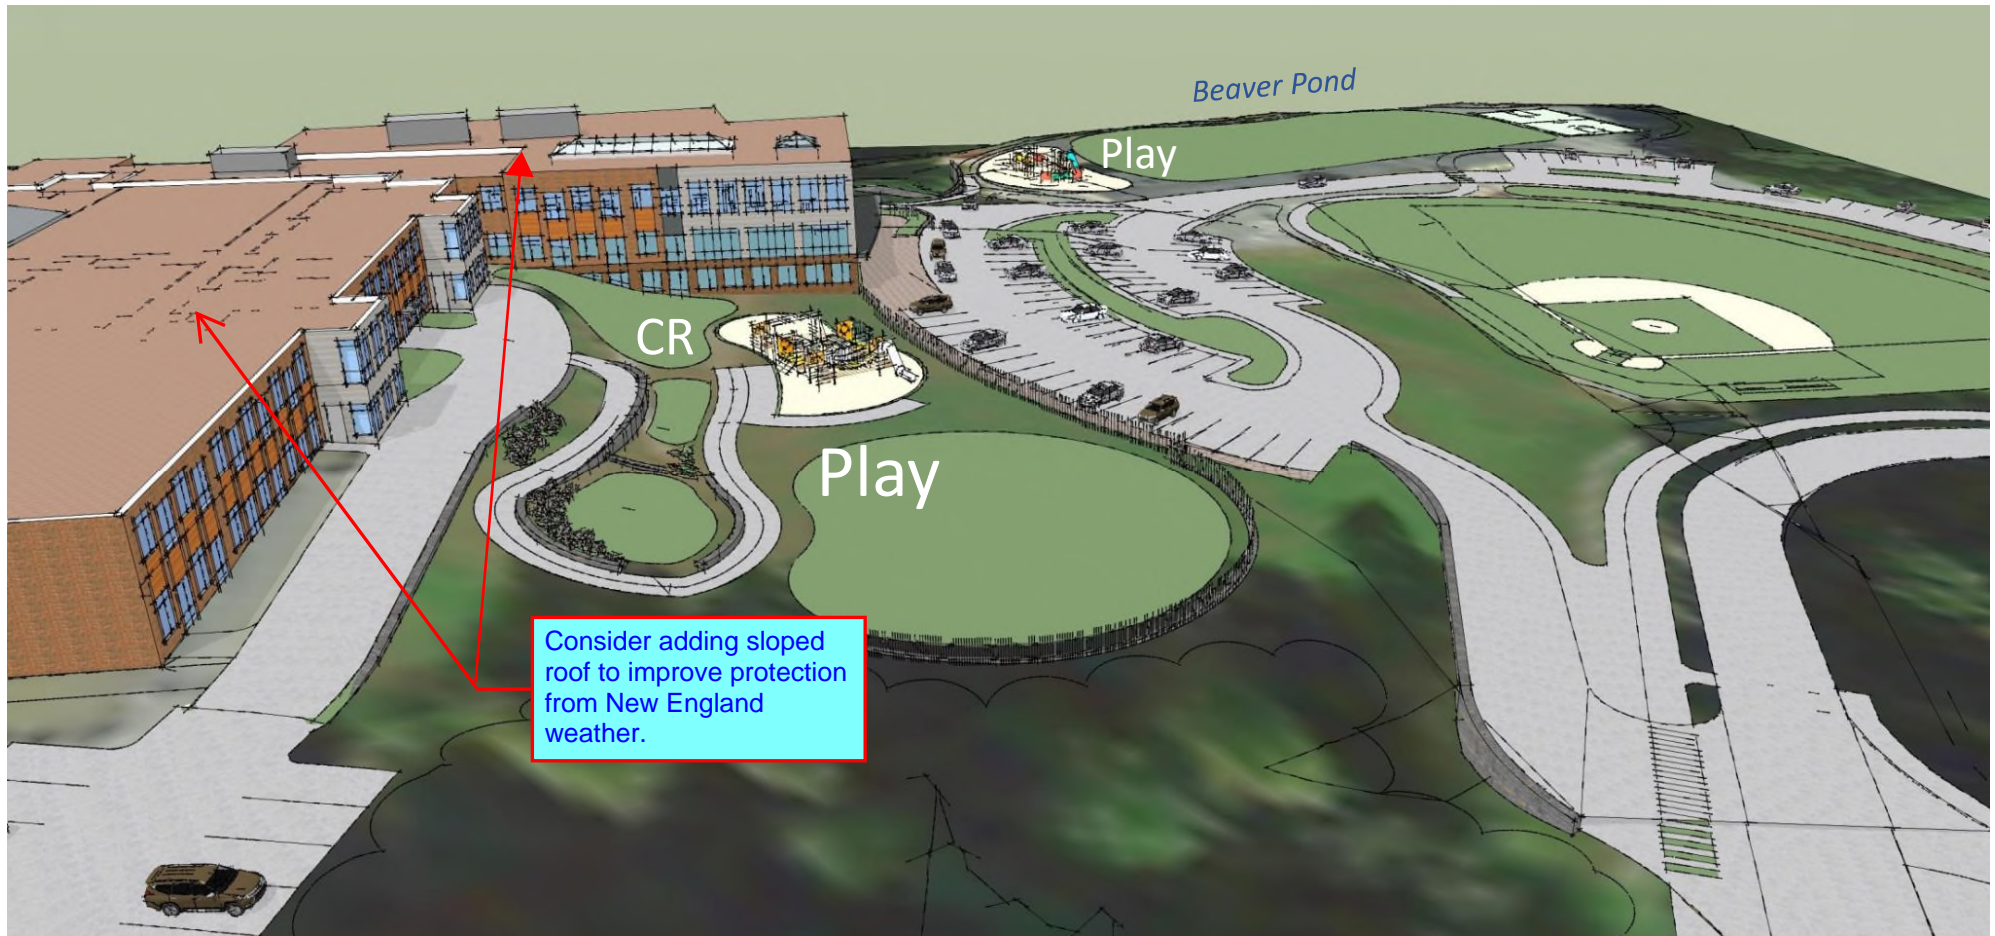 Beaver Pond
Play
CR
Play
Consider adding sloped
roof to improve protection
from New England
weather.